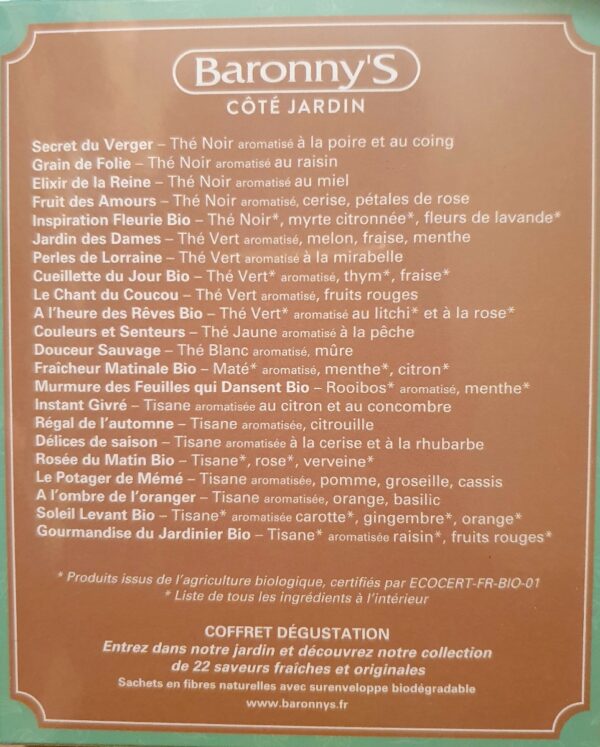 Baronny'S
CÔTÉ JARDIN
Secret du Verger – Thé Noir aromatisé à la poire et au coing
Grain de Folie – Thé Noir aromatisé au raisin
Elixir de la Reine – Thé Noir aromatisé au miel
Fruit des Amours – Thé Noir aromatisé, cerise, pétales de rose
Inspiration Fleurie Bio – Thé Noir*, myrte citronnée*, fleurs de lavande*
Jardin des Dames – Thé Vert aromatisé, melon, fraise, menthe
Perles de Lorraine – Thé Vert aromatisé à la mirabelle
Cueillette du Jour Bio – Thé Vert* aromatisé, thym*, fraise*
Le Chant du Coucou – Thé Vert aromatisé, fruits rouges
A l'heure des Rêves Bio – Thé Vert* aromatisé au litchi* et à la rose*
Couleurs et Senteurs – Thé Jaune aromatisé à la pêche
Douceur Sauvage – Thé Blanc aromatisé, mûre
Fraîcheur Matinale Bio – Maté* aromatisé, menthe*, citron*
Murmure des Feuilles qui Dansent Bio – Rooibos* aromatisé, menthe*
Instant Givré – Tisane aromatisée au citron et au concombre
Régal de l'automne – Tisane aromatisée, citrouille
Délices de saison – Tisane aromatisée à la cerise et à la rhubarbe
Rosée du Matin Bio – Tisane*, rose*, verveine*
Le Potager de Mémé – Tisane aromatisée, pomme, groseille, cassis
A l'ombre de l'oranger – Tisane aromatisée, orange, basilic
Soleil Levant Bio – Tisane* aromatisée carotte*, gingembre*, orange*
Gourmandise du Jardinier Bio – Tisane* aromatisée raisin*, fruits rouges*
* Produits issus de l'agriculture biologique, certifiés par ECOCERT-FR-BIO-01
* Liste de tous les ingrédients à l'intérieur
COFFRET DÉGUSTATION
Entrez dans notre jardin et découvrez notre collection
de 22 saveurs fraîches et originales
Sachets en fibres naturelles avec surenveloppe biodégradable
www.baronnys.fr